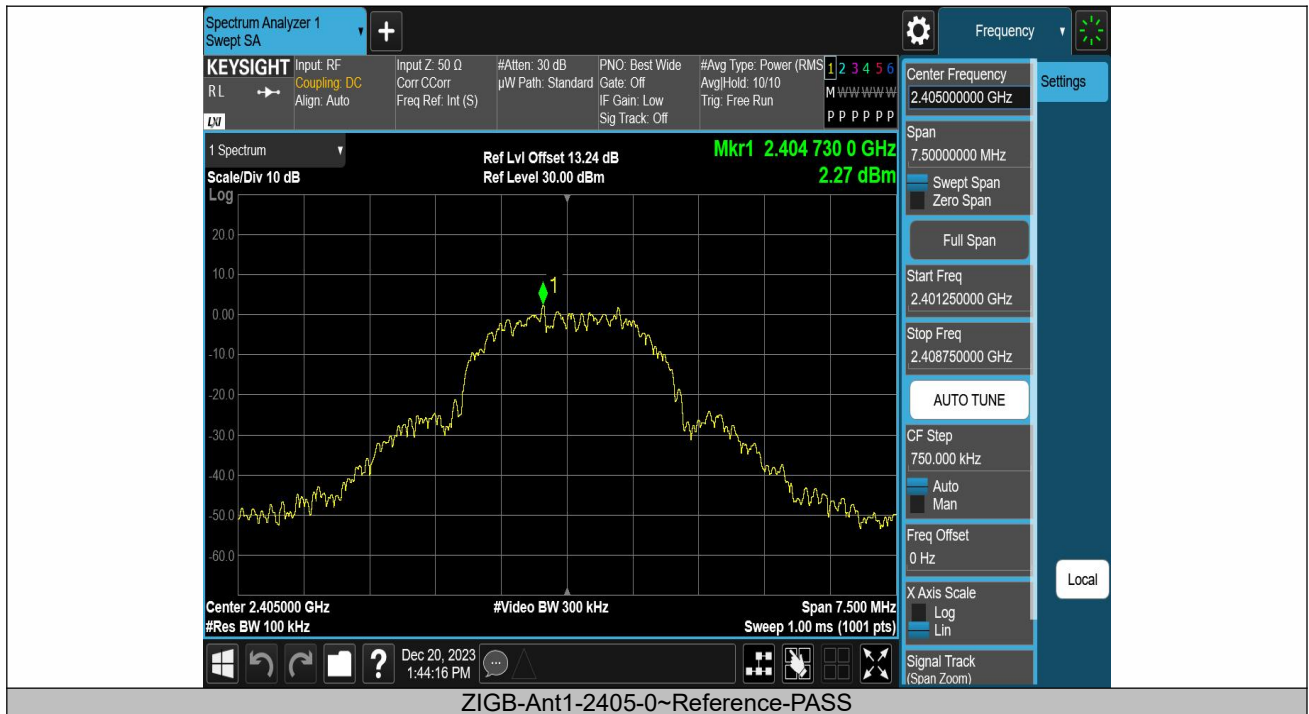 Spectrum Analyzer 1
Swept SA
+
Frequency
KEYSIGHT
RL
LXI
Input: RF
Coupling: DC
Align: Auto
Input Z: 50 Ω
Corr CCorr
Freq Ref: Int (S)
#Atten: 30 dB
µW Path: Standard
PNO: Best Wide
Gate: Off
IF Gain: Low
Sig Track: Off
#Avg Type: Power (RMS
Avg|Hold: 10/10
Trig: Free Run
1 2 3 4 5 6
M W W W W W
P P P P P P
1 Spectrum
Scale/Div 10 dB
Log
Ref Lvl Offset 13.24 dB
Ref Level 30.00 dBm
Mkr1 2.404 730 0 GHz
2.27 dBm
20.0
10.0
0.00
-10.0
-20.0
-30.0
-40.0
-50.0
-60.0
1
Center 2.405000 GHz
#Res BW 100 kHz
#Video BW 300 kHz
Span 7.500 MHz
Sweep 1.00 ms (1001 pts)
Center Frequency
2.405000000 GHz
Settings
Span
7.50000000 MHz
Swept Span
Zero Span
Full Span
Start Freq
2.401250000 GHz
Stop Freq
2.408750000 GHz
AUTO TUNE
CF Step
750.000 kHz
Auto
Man
Freq Offset
0 Hz
Local
X Axis Scale
Log
Lin
Signal Track
(Span Zoom)
?
Dec 20, 2023
1:44:16 PM
ZIGB-Ant1-2405-0~Reference-PASS